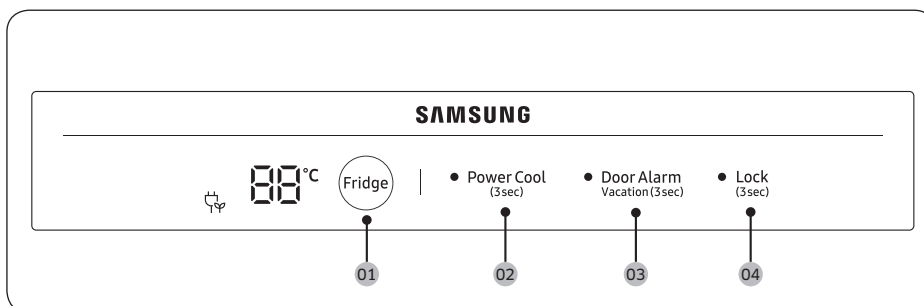 SAMSUNG
88°C
Fridge
Power Cool
(3sec)
Door Alarm
Vacation(3sec)
Lock
(3sec)
01
02
03
04